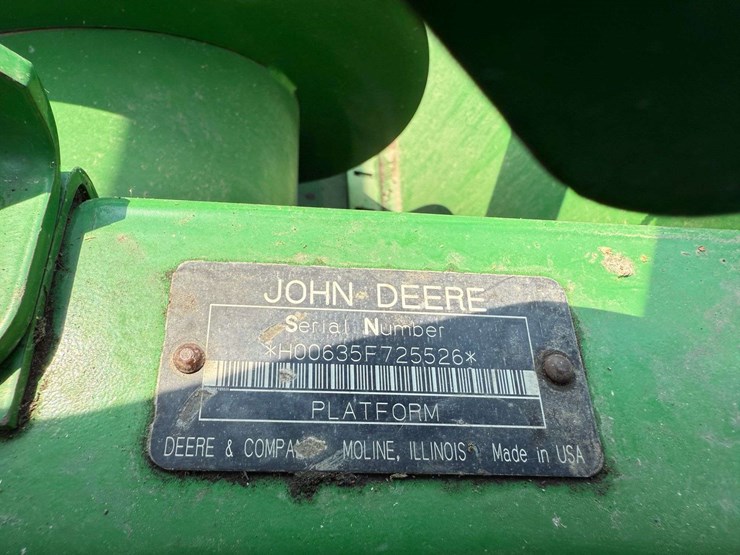 JOHN DEERE
Serial Number
*H00635F725526*
PLATFORM
DEERE & COMPA MOLINE, ILLINOIS Made in USA